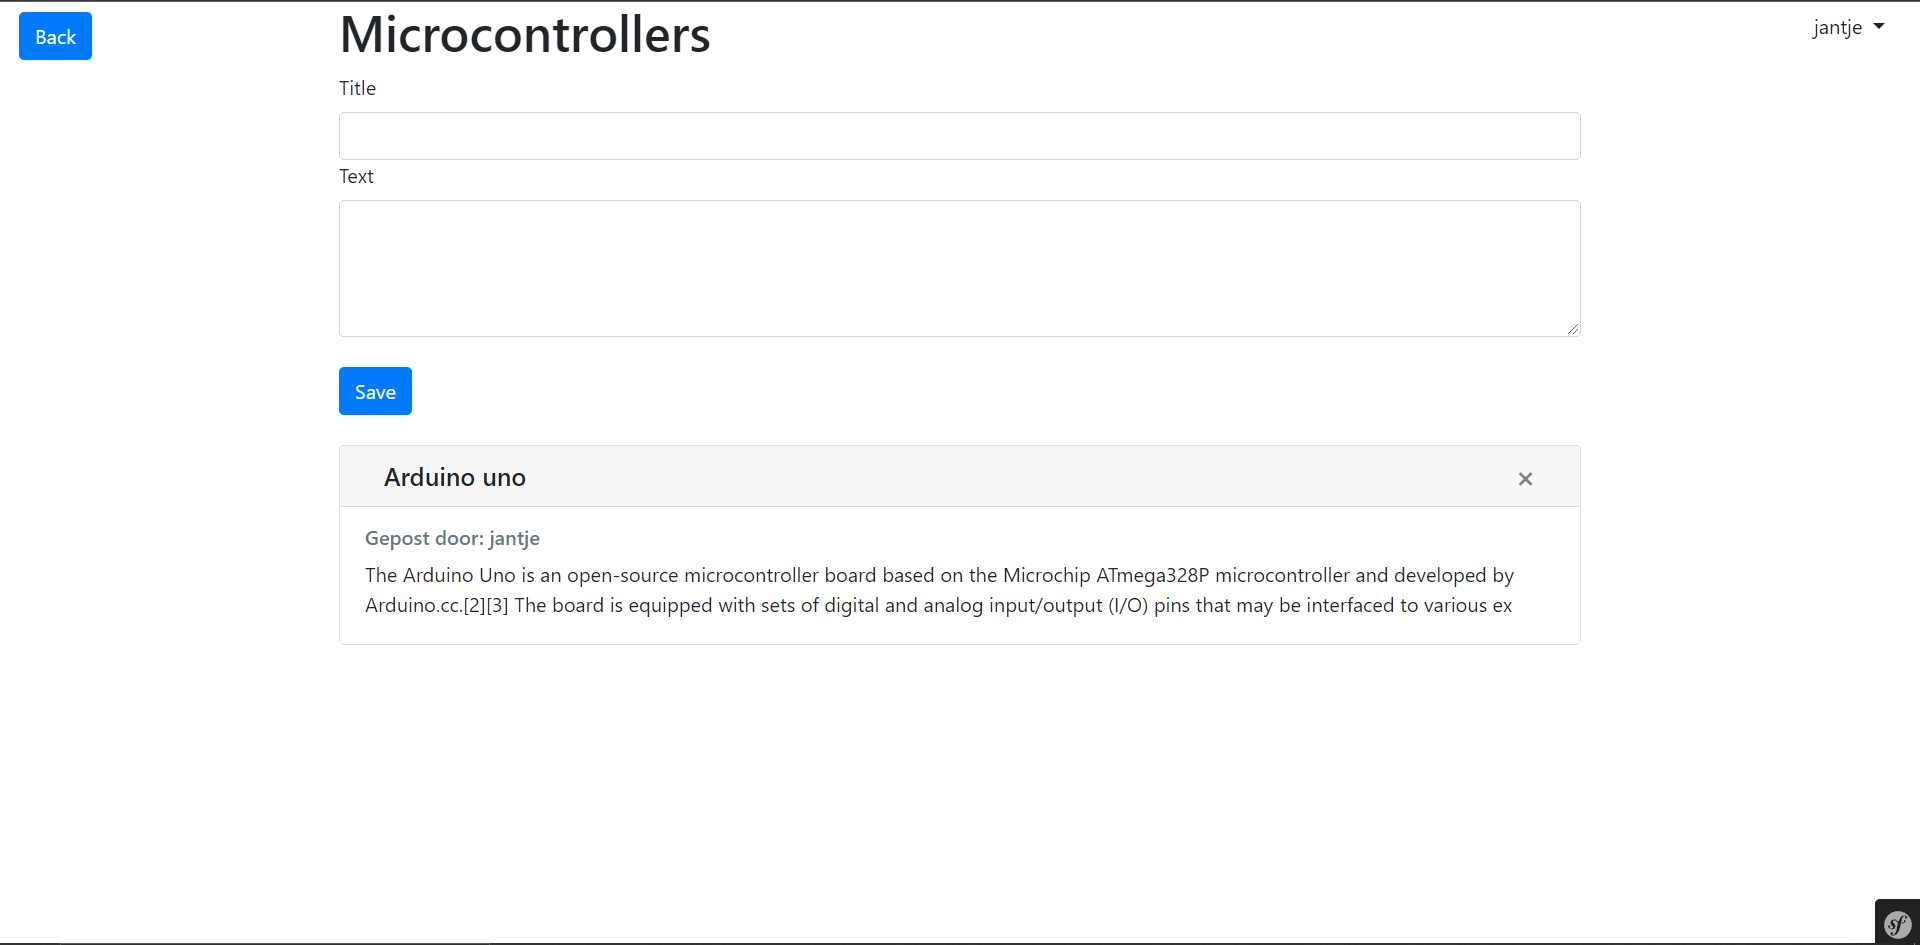 Back
Microcontrollers
jantje
Title
Text
Save
Arduino uno
×
Gepost door: jantje
The Arduino Uno is an open-source microcontroller board based on the Microchip ATmega328P microcontroller and developed by
Arduino.cc.[2][3] The board is equipped with sets of digital and analog input/output (I/O) pins that may be interfaced to various ex
sf